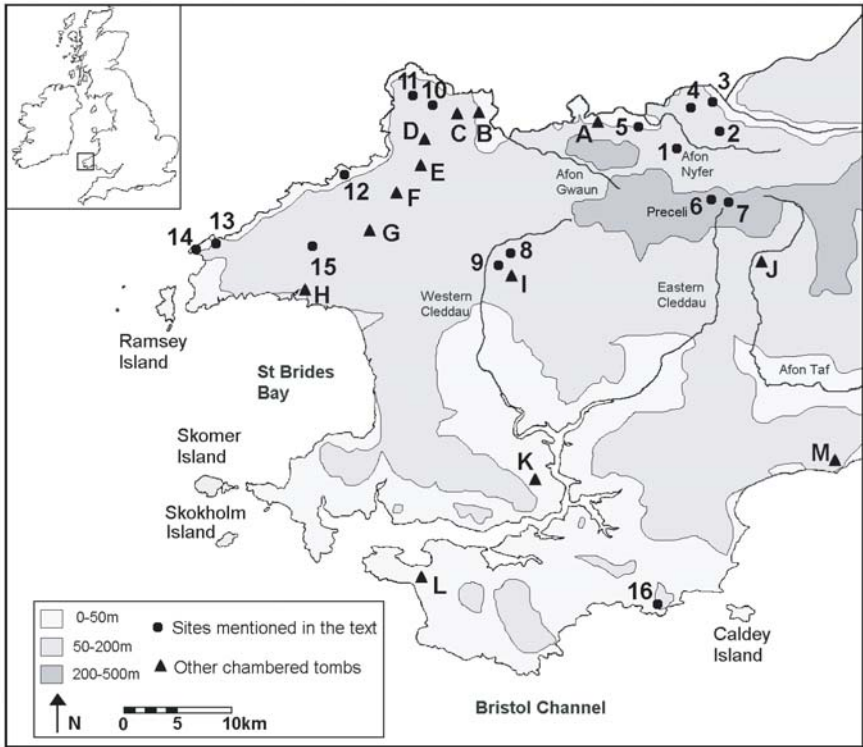 11
10
4
3
D
C
B
A
5
2
1
Afon
Nyfer
E
Afon
Gwaun
12
F
6
Preceli
7
13
14
G
15
8
9
I
J
H
Western
Cleddau
Eastern
Cleddau
Ramsey
Island
St Brides
Bay
Afon Taf
Skomer
Island
K
M
Skokholm
Island
L
16
Caldey
Island
0-50m
50-200m
200-500m
Sites mentioned in the text
Other chambered tombs
N
0 5 10km
Bristol Channel